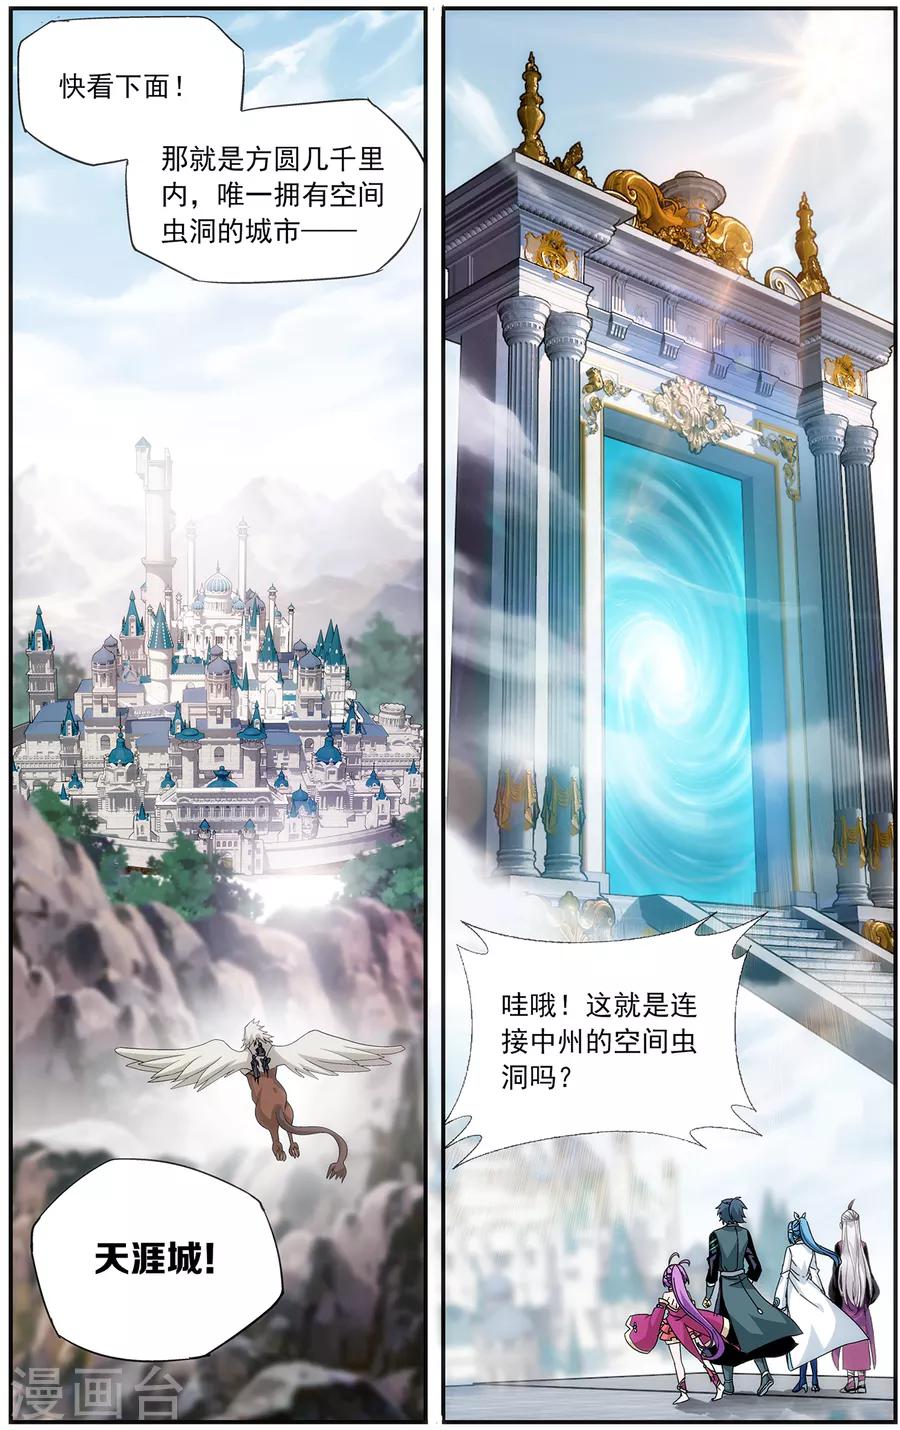 快看下面！
那就是方圆几千里
内，唯一拥有空间
虫洞的城市——
天涯城！
哇哦！这就是连
接中州的空间虫
洞吗？
漫画台